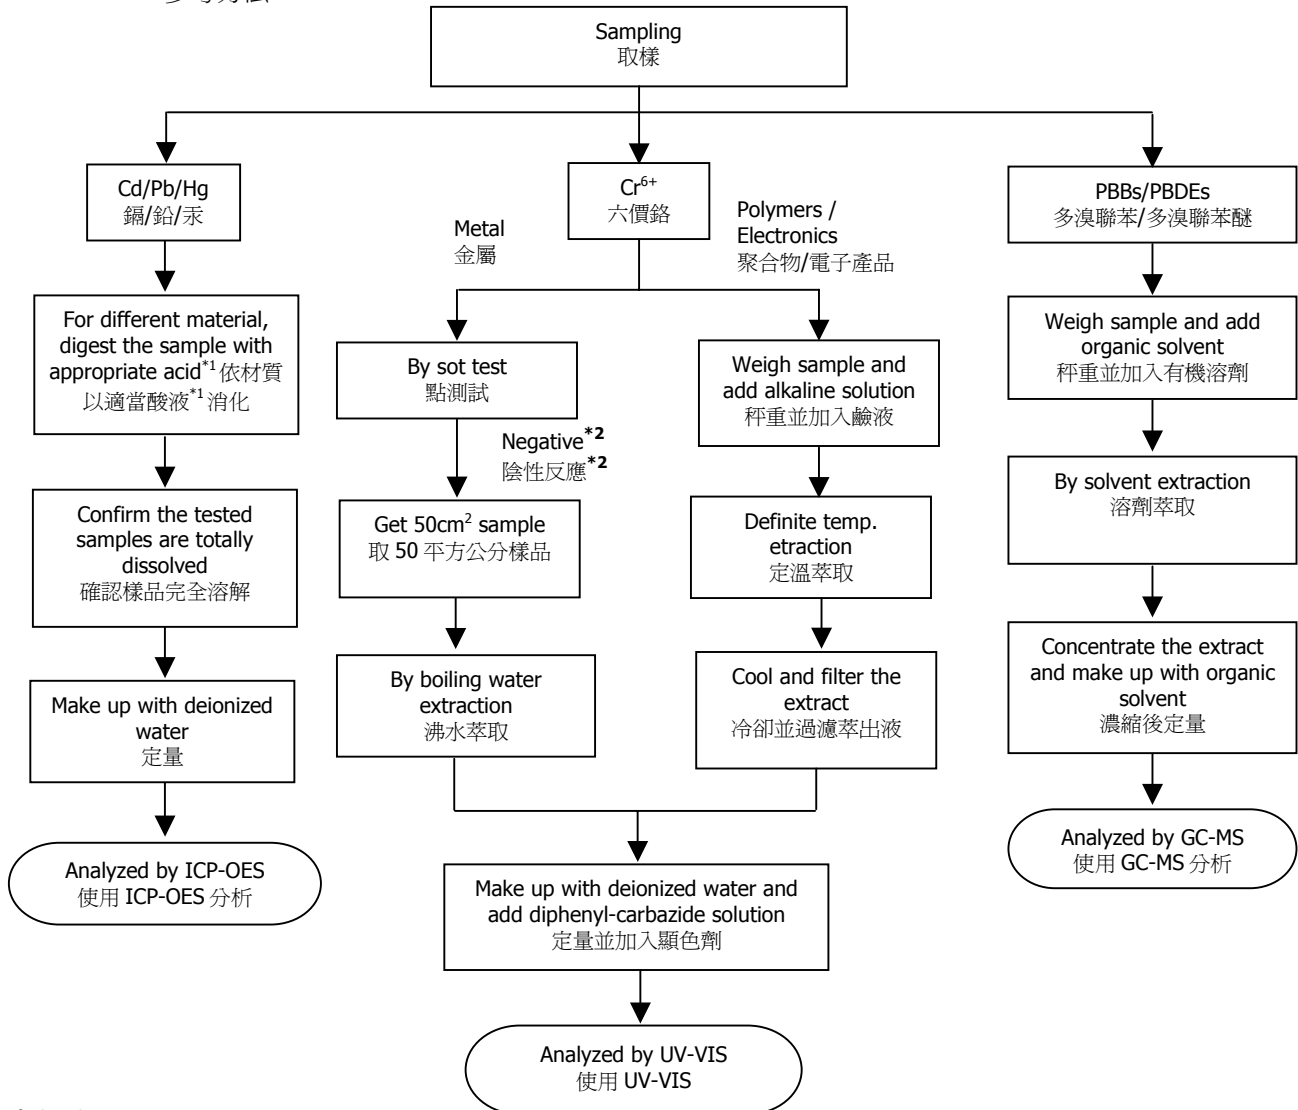 Sampling
取樣
Cd/Pb/Hg
鎘/鉛/汞
For different material,
digest the sample with
appropriate acid*1 依材質
以適當酸液*1 消化
Confirm the tested
samples are totally
dissolved
確認樣品完全溶解
Make up with deionized
water
定量
Analyzed by ICP-OES
使用 ICP-OES 分析
Cr6+
六價鉻
Metal
金屬
Polymers /
Electronics
聚合物/電子產品
By sot test
點測試
Negative*2
陰性反應*2
Get 50cm2 sample
取 50 平方公分樣品
By boiling water
extraction
沸水萃取
Weigh sample and
add alkaline solution
秤重並加入鹼液
Definite temp.
etraction
定溫萃取
Cool and filter the
extract
冷卻並過濾萃出液
Make up with deionized water and
add diphenyl-carbazide solution
定量並加入顯色劑
Analyzed by UV-VIS
使用 UV-VIS
PBBs/PBDEs
多溴聯苯/多溴聯苯醚
Weigh sample and add
organic solvent
秤重並加入有機溶劑
By solvent extraction
溶劑萃取
Concentrate the extract
and make up with organic
solvent
濃縮後定量
Analyzed by GC-MS
使用 GC-MS 分析